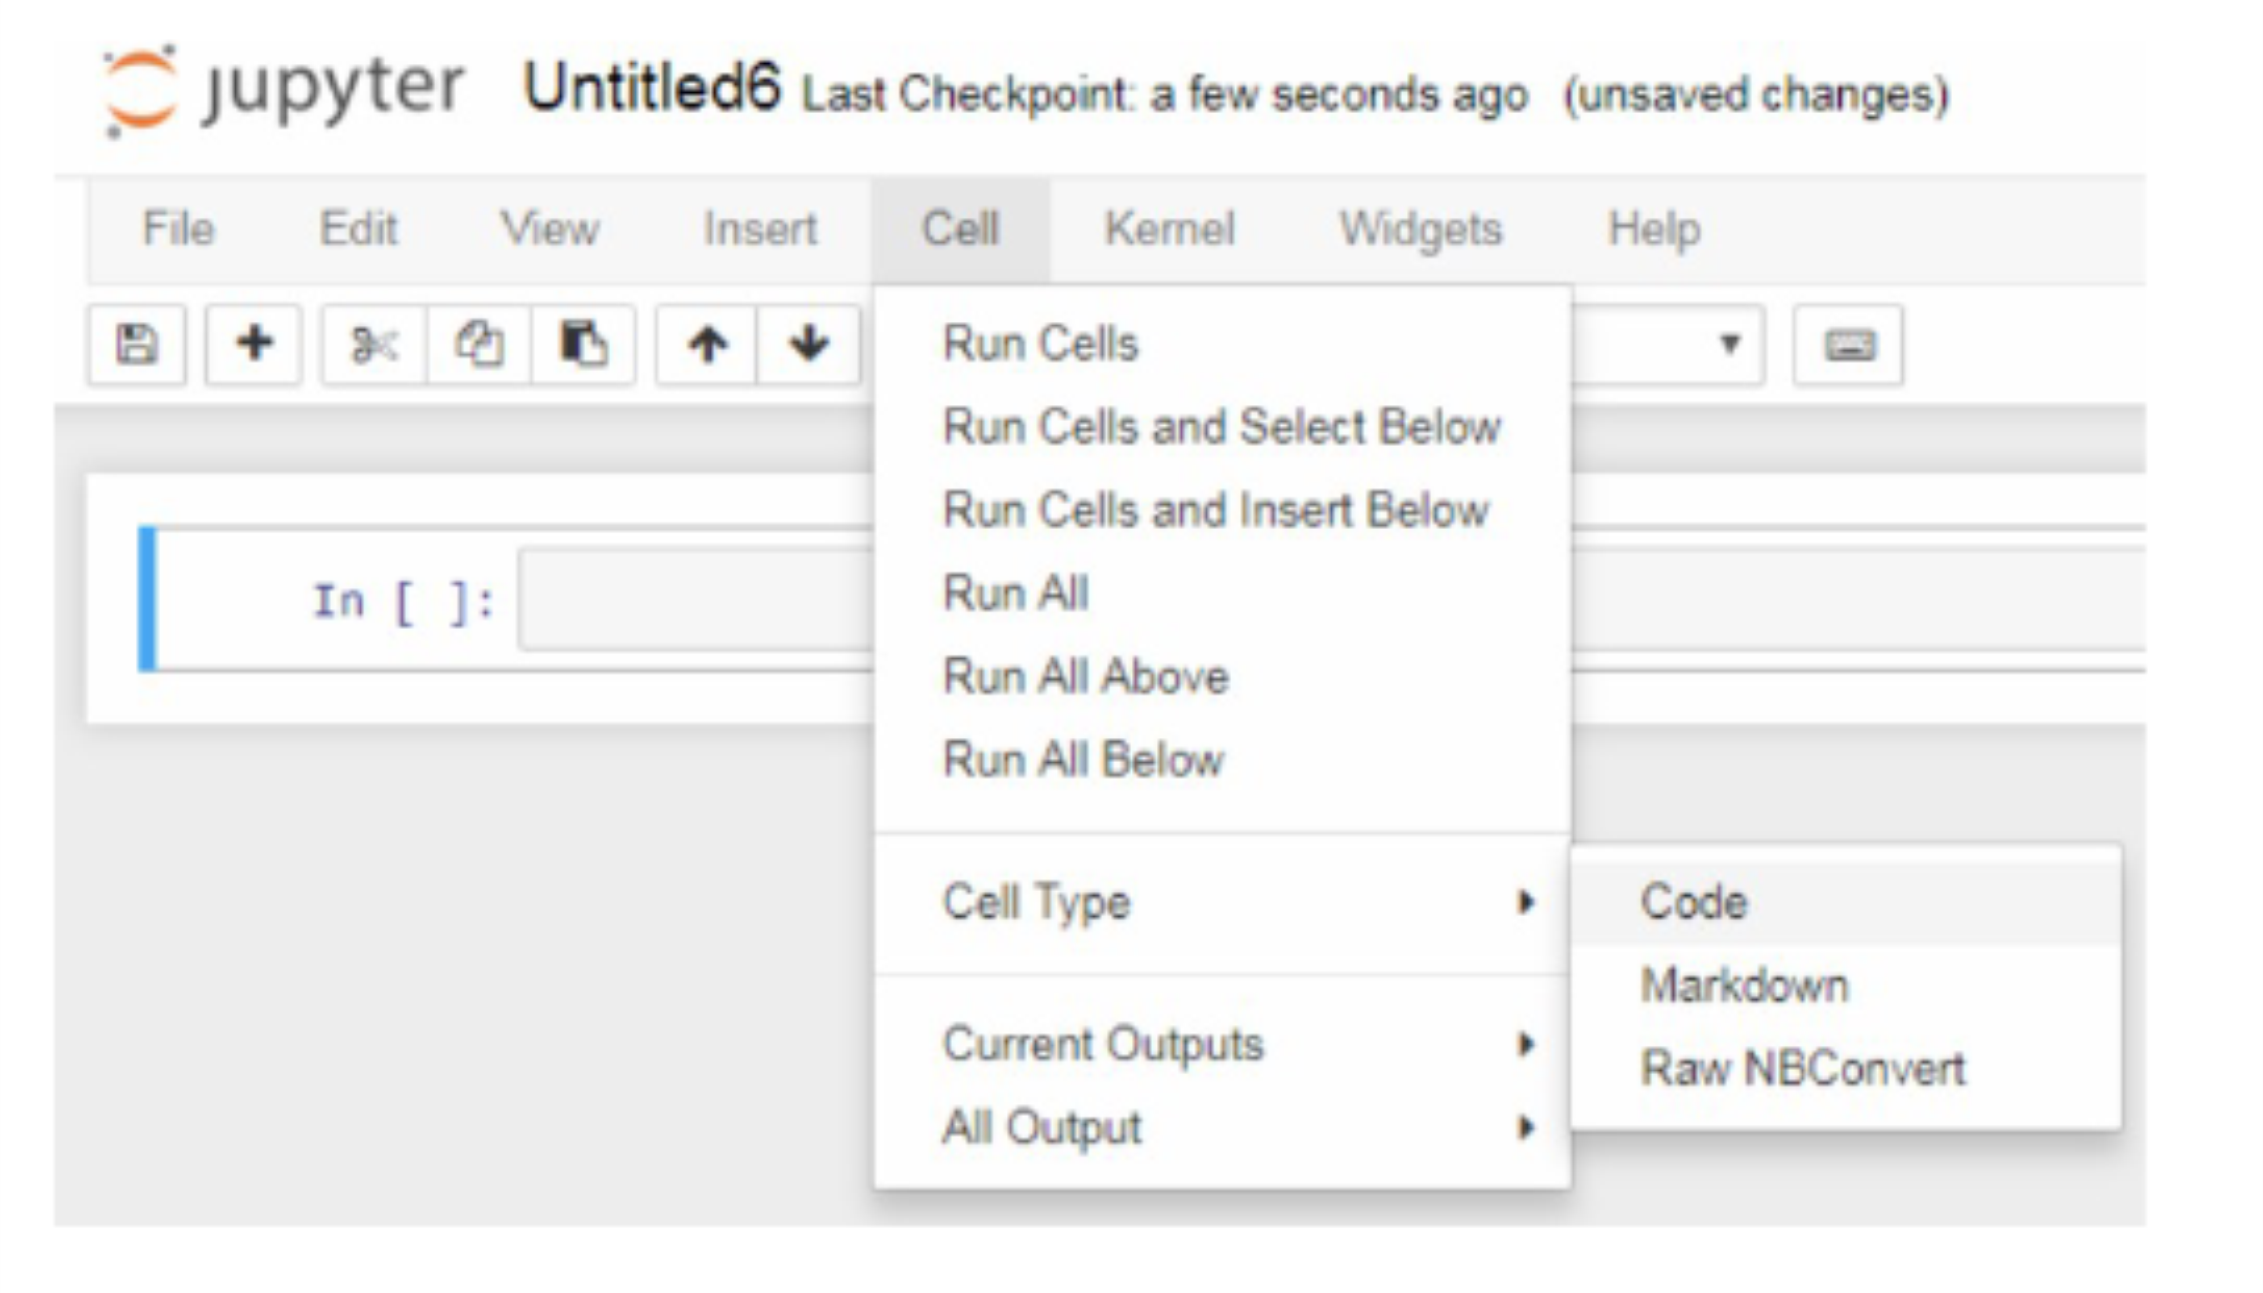 jupyter Untitled6 Last Checkpoint: a few seconds ago (unsaved changes)
File Edit View Insert Cell Kernel Widgets Help
Run Cells
Run Cells and Select Below
Run Cells and Insert Below
In [ ]:
Run All
Run All Above
Run All Below
Cell Type
Code
Markdown
Raw NBConvert
Current Outputs
All Output